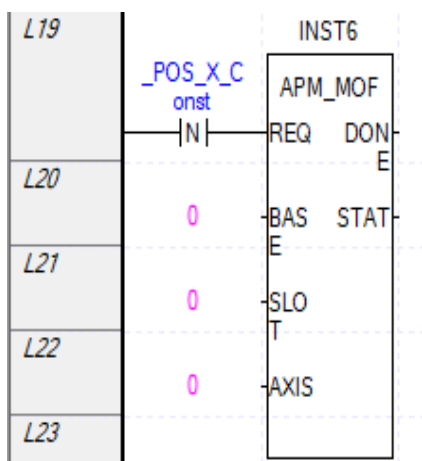 L19
INST6
_POS_X_C
onst
APM_MOF
N
REQ DON
E
L20
0
BAS STAT
E
L21
0
SLO
T
L22
0
AXIS
L23